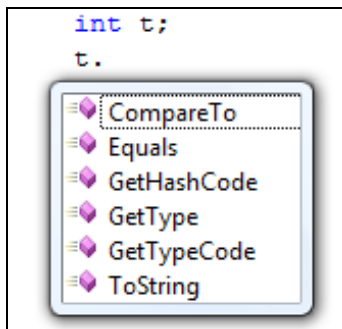 int t;
t.
CompareTo
Equals
GetHashCode
GetType
GetTypeCode
ToString